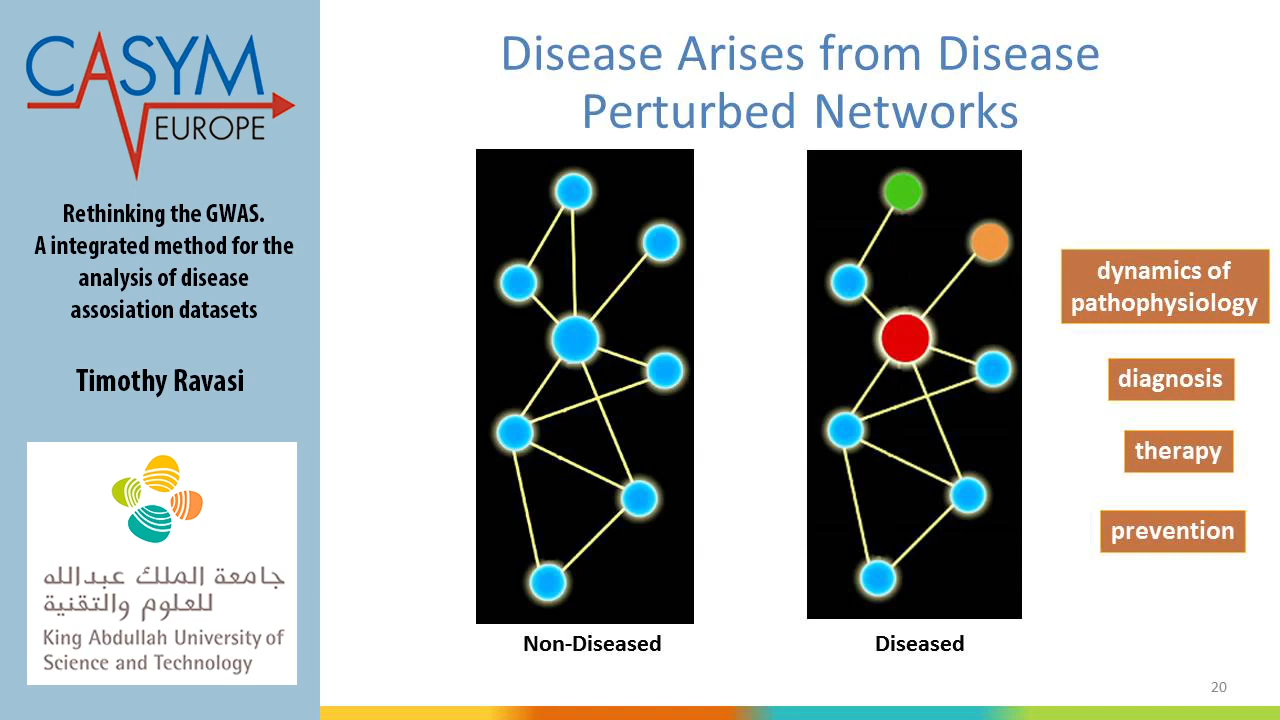 CASYM
EUROPE
Rethinking the GWAS.
A integrated method for the
analysis of disease
assosiation datasets
Timothy Ravasi
جامعة الملك عبدالله
للعلوم والتقنية
King Abdullah University of
Science and Technology
Disease Arises from Disease
Perturbed Networks
Non-Diseased
Diseased
dynamics of
pathophysiology
diagnosis
therapy
prevention
20